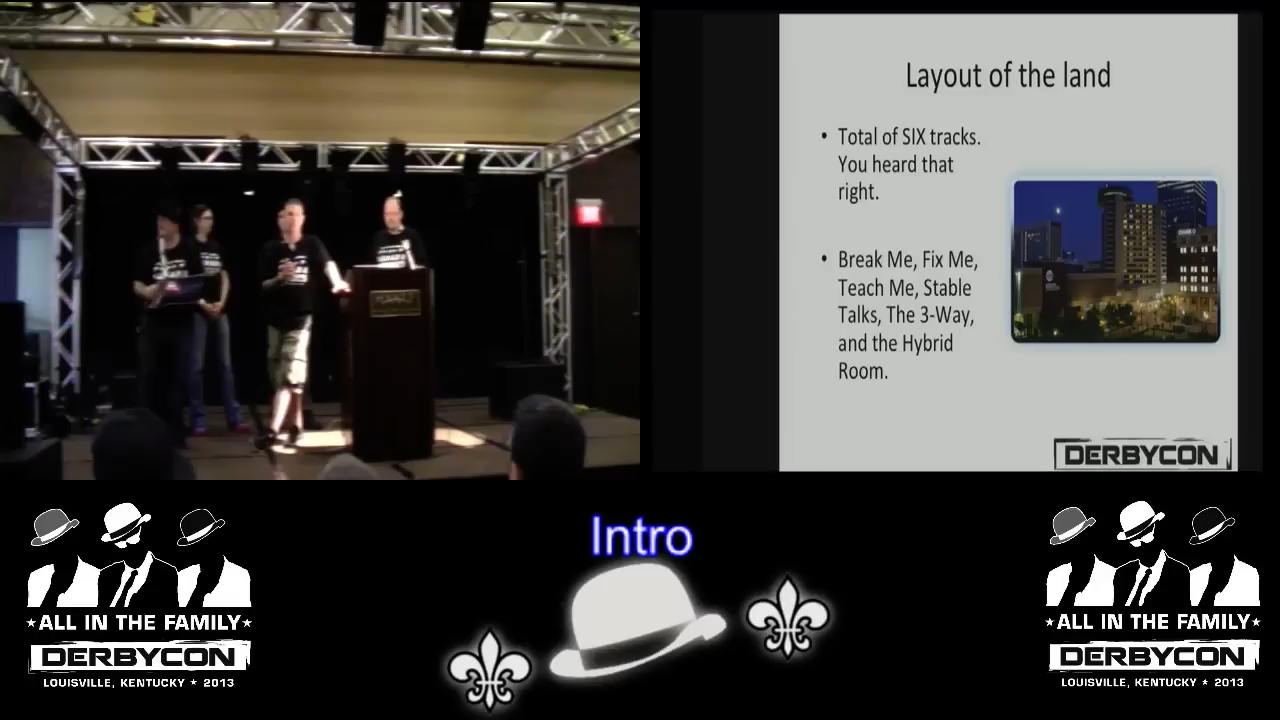 Layout of the land
• Total of SIX tracks.
You heard that
right.
• Break Me, Fix Me,
Teach Me, Stable
Talks, The 3-Way,
and the Hybrid
Room.
DERBYCON
Intro
★ALL IN THE FAMILY★
DERBYCON
LOUISVILLE, KENTUCKY ★ 2013
★ALL IN THE FAMILY★
DERBYCON
LOUISVILLE, KENTUCKY ★ 2013